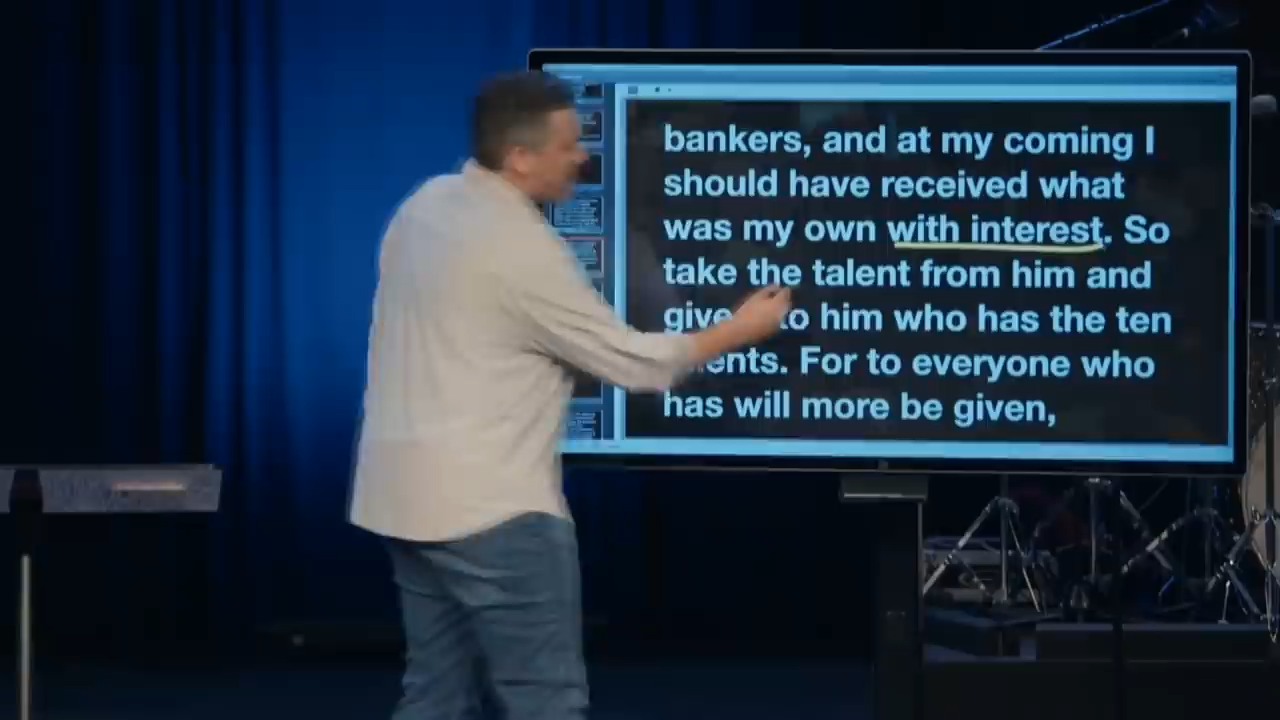 bankers, and at my coming I
should have received what
was my own with interest. So
take the talent from him and
give to him who has the ten
For to everyone who
has will more be given,